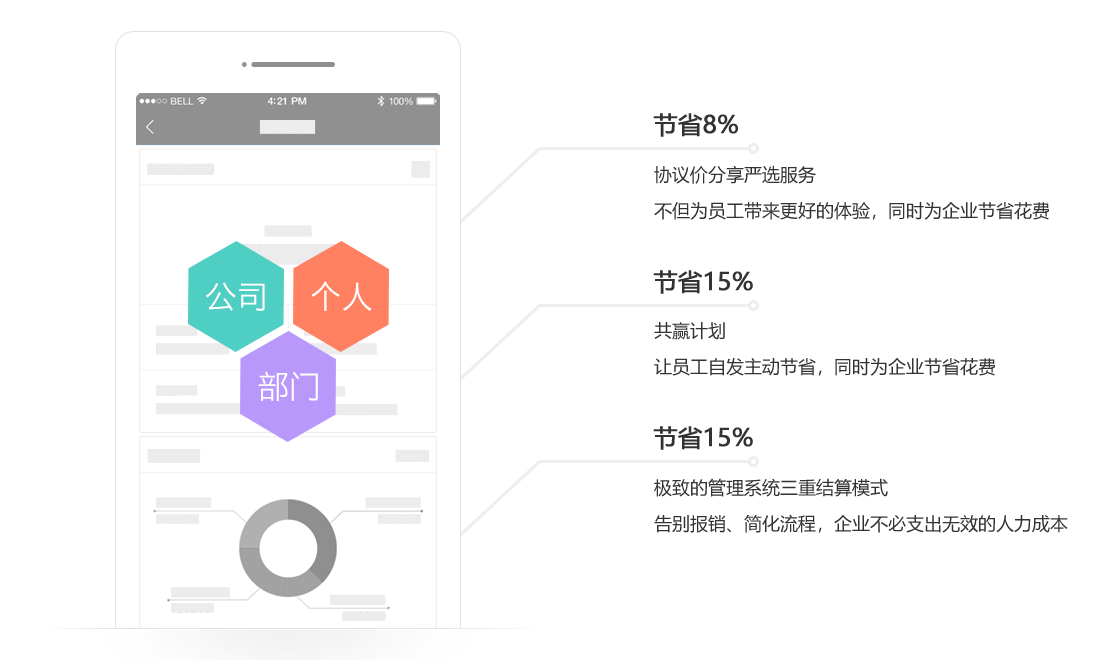 ●●●○○ BELL 4:21 PM 100%
公司 个人
部门
节省8%
协议价分享严选服务
不但为员工带来更好的体验，同时为企业节省花费
节省15%
共赢计划
让员工自发主动节省，同时为企业节省花费
节省15%
极致的管理系统三重结算模式
告别报销、简化流程，企业不必支出无效的人力成本